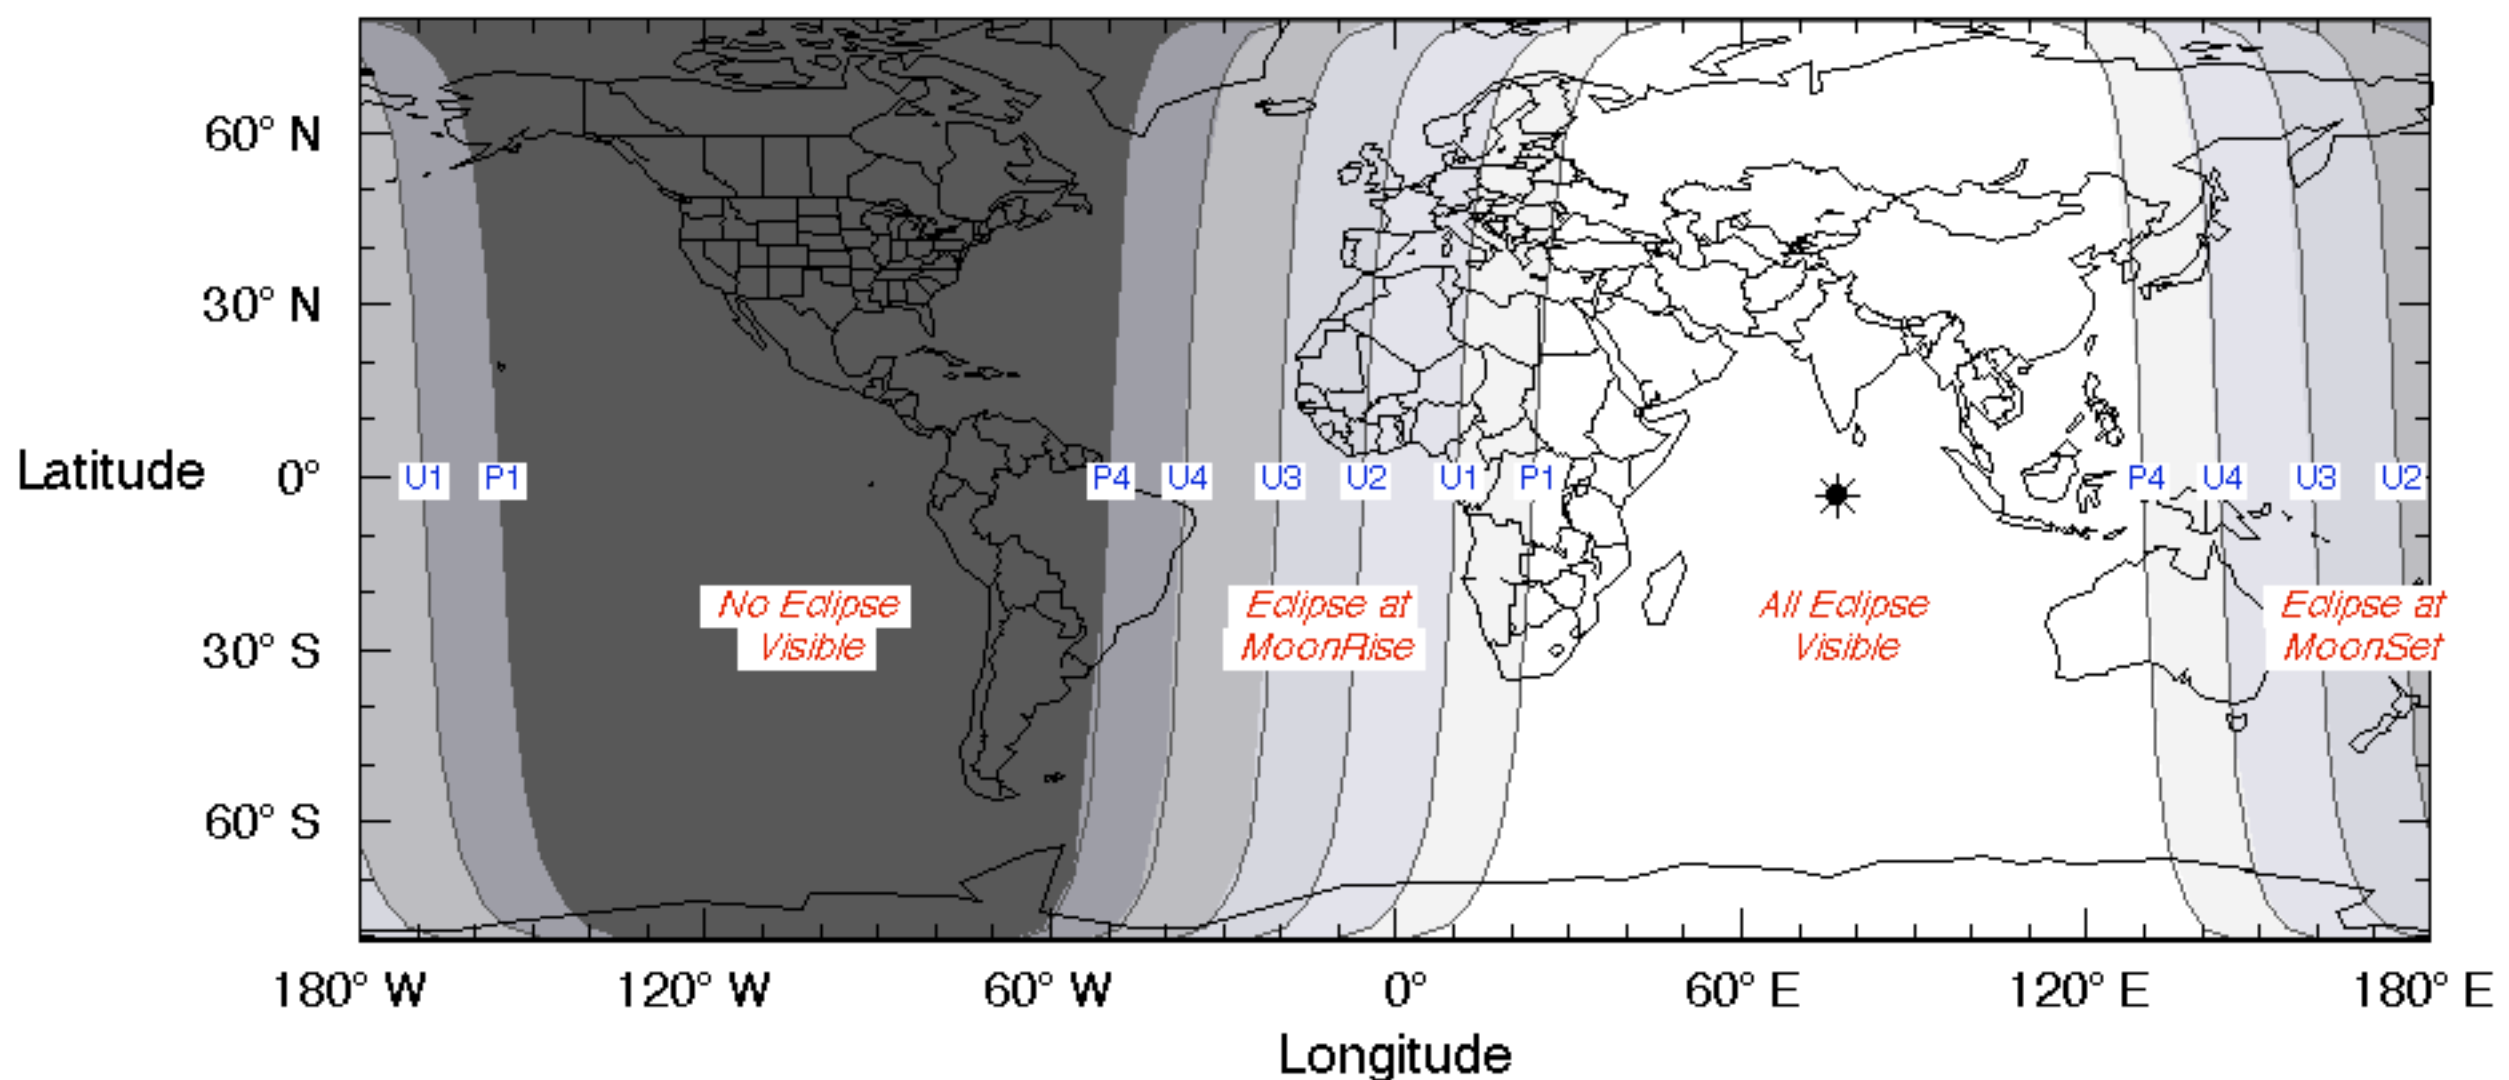 60° N
30° N
Latitude 0°
U1 P1 P4 U4 U3 U2 U1 P1 P4 U4 U3 U2
No Eclipse
Visible
Eclipse at
MoonRise
All Eclipse
Visible
Eclipse at
MoonSet
30° S
60° S
180° W 120° W 60° W 0° 60° E 120° E 180° E
Longitude